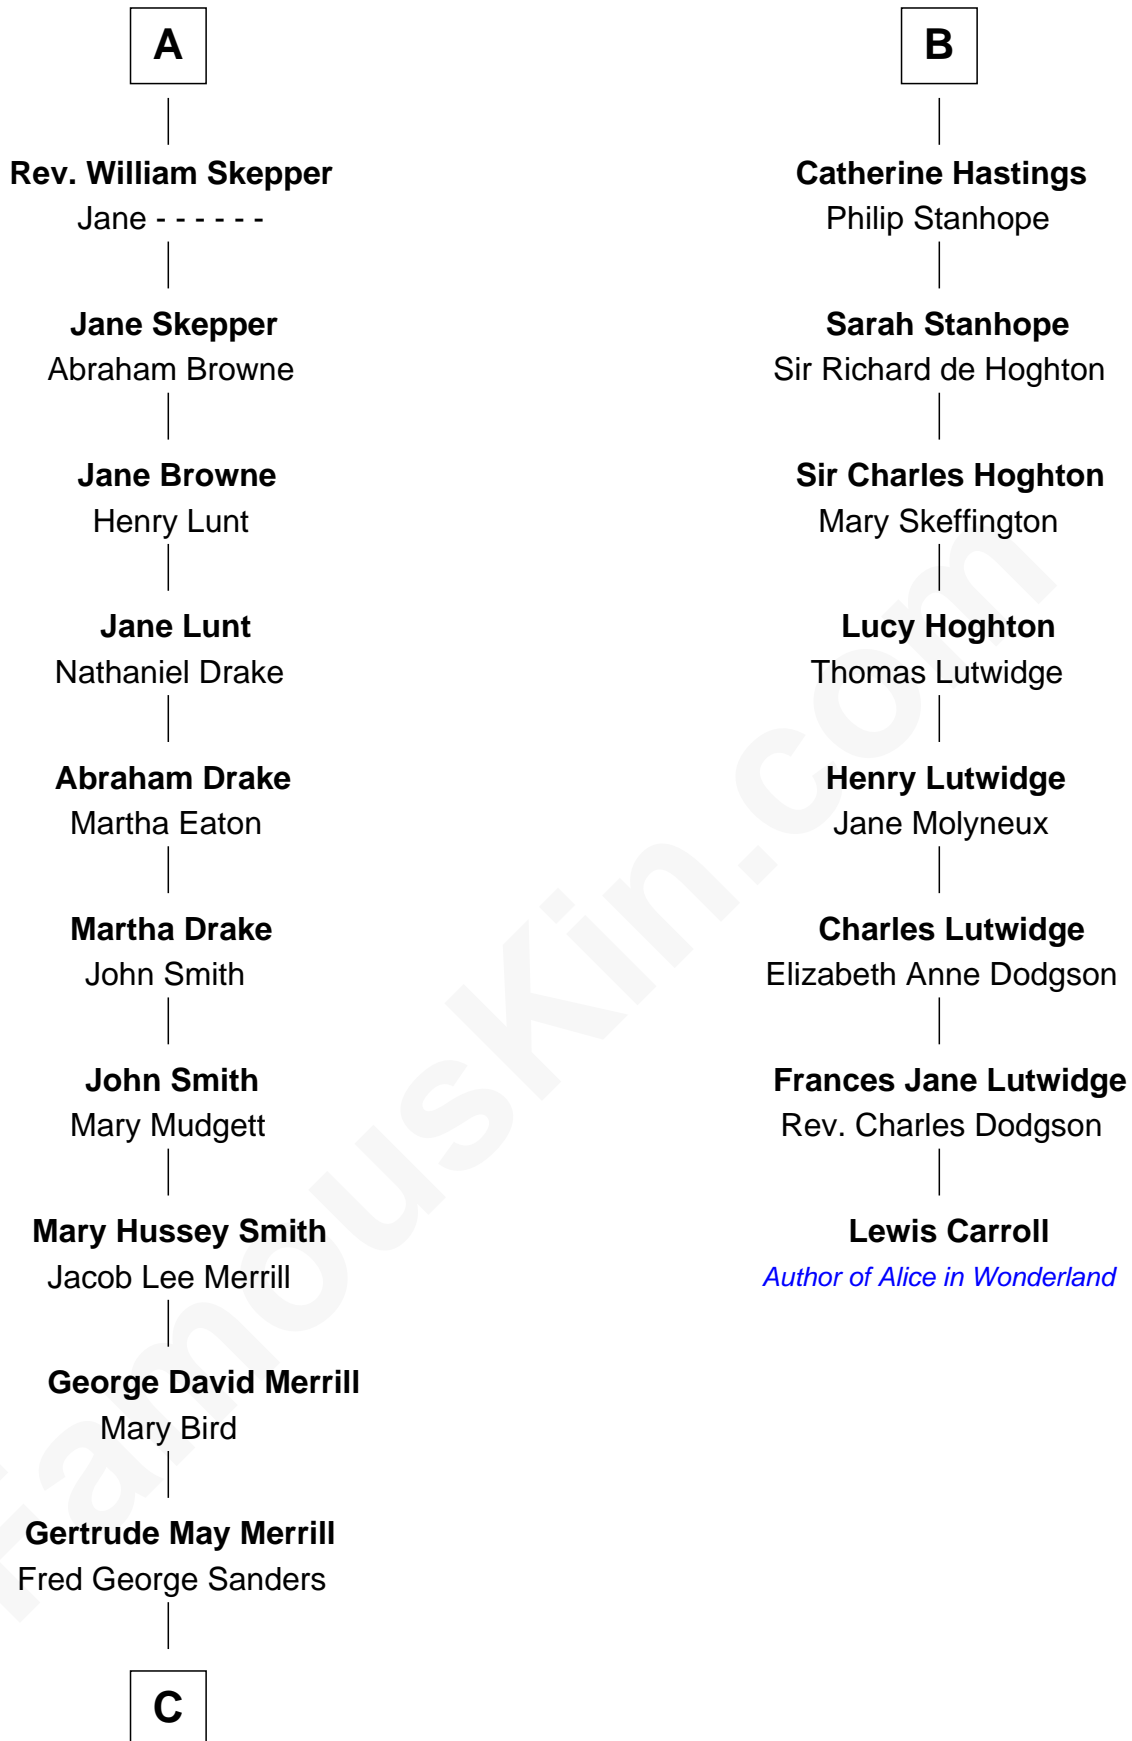 A
Rev. William Skepper
Jane - - - - - -
Jane Skepper
Abraham Browne
Jane Browne
Henry Lunt
Jane Lunt
Nathaniel Drake
Abraham Drake
Martha Eaton
Martha Drake
John Smith
John Smith
Mary Mudgett
Mary Hussey Smith
Jacob Lee Merrill
George David Merrill
Mary Bird
Gertrude May Merrill
Fred George Sanders
C
B
Catherine Hastings
Philip Stanhope
Sarah Stanhope
Sir Richard de Hoghton
Sir Charles Hoghton
Mary Skeffington
Lucy Hoghton
Thomas Lutwidge
Henry Lutwidge
Jane Molyneux
Charles Lutwidge
Elizabeth Anne Dodgson
Frances Jane Lutwidge
Rev. Charles Dodgson
Lewis Carroll
Author of Alice in Wonderland
FamousKin.com